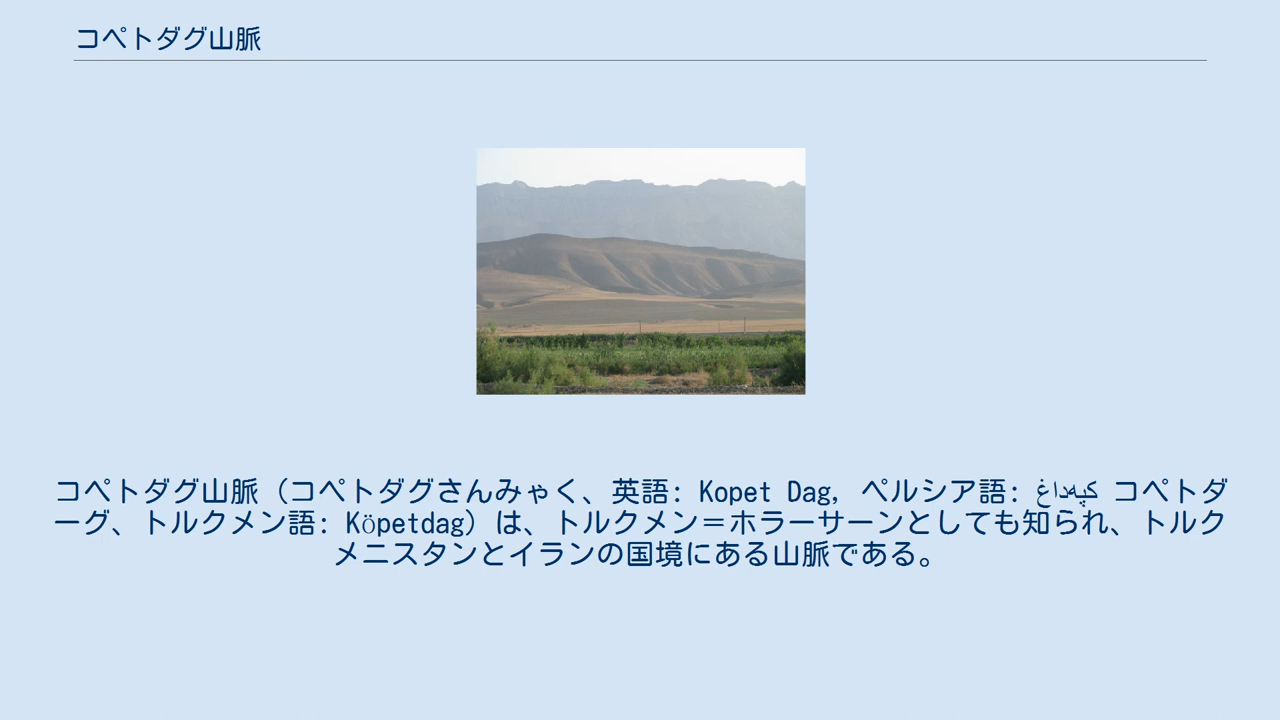 コペトダグ山脈
コペトダグ山脈（コペトダグさんみゃく、英語: Kopet Dag, ペルシア語: کپه‌داغ コペトダ
ーグ、トルクメン語: Köpetdag）は、トルクメン＝ホラーサーンとしても知られ、トルク
メニスタンとイランの国境にある山脈である。